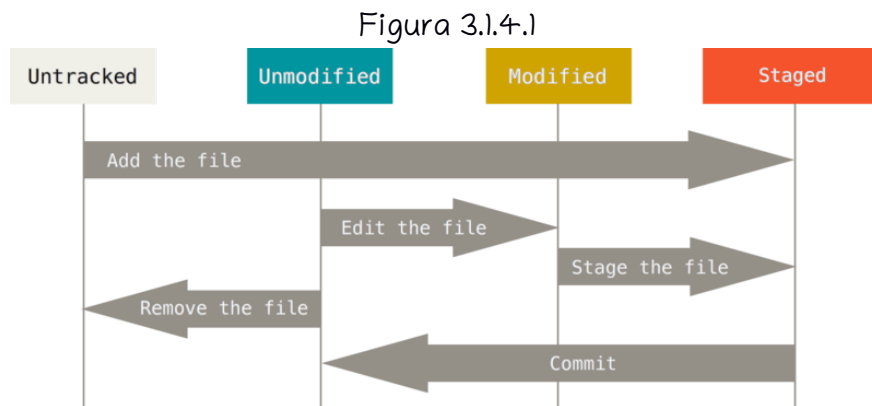 Figura 3.1.4.1
Untracked Unmodified Modified Staged
Add the file
Edit the file
Stage the file
Remove the file
Commit